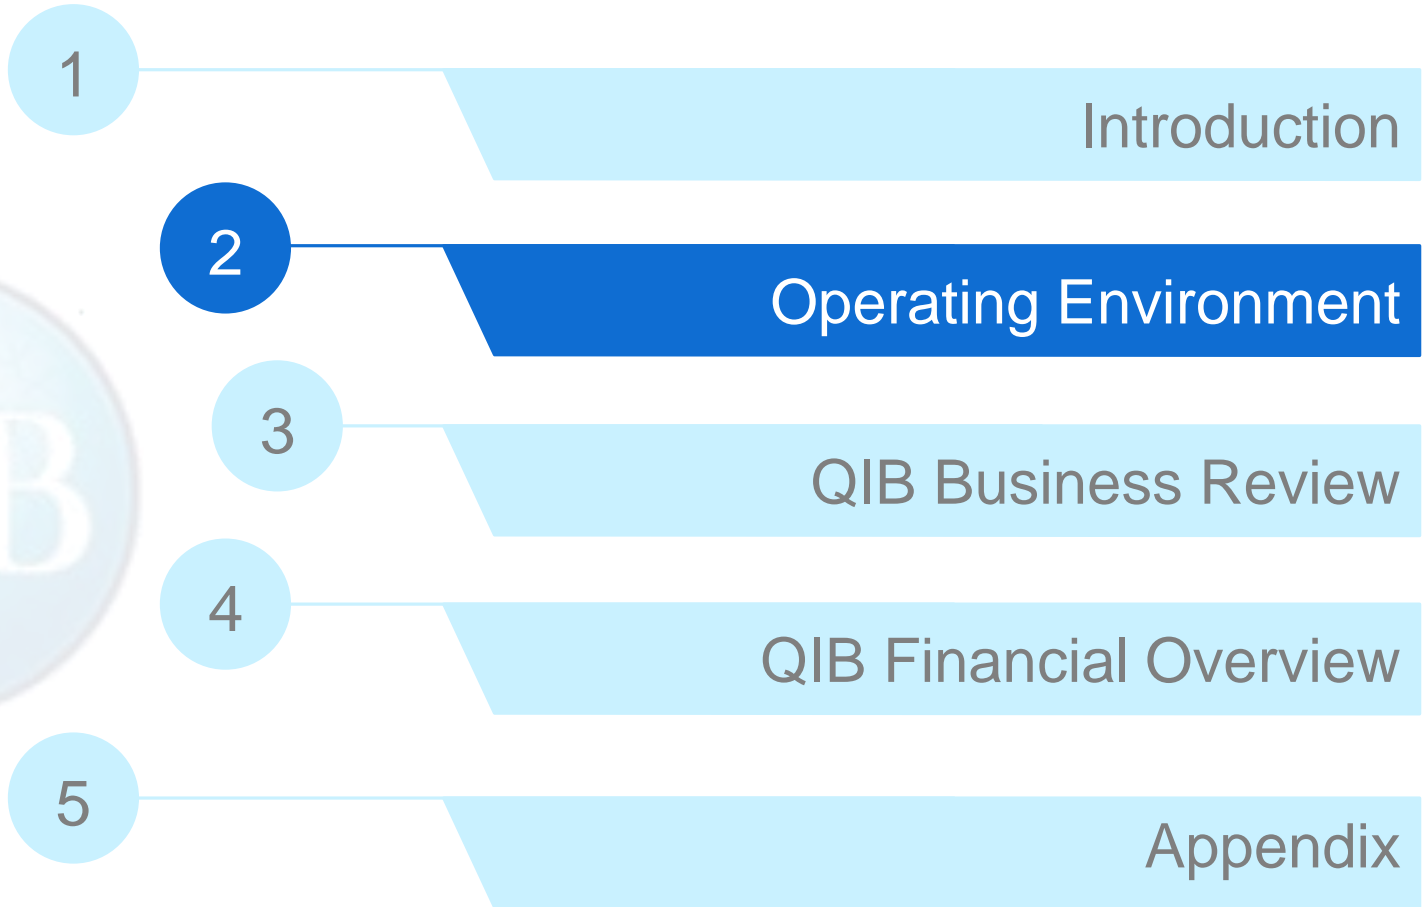 1
Introduction
2
Operating Environment
3
QIB Business Review
4
QIB Financial Overview
5
Appendix
B